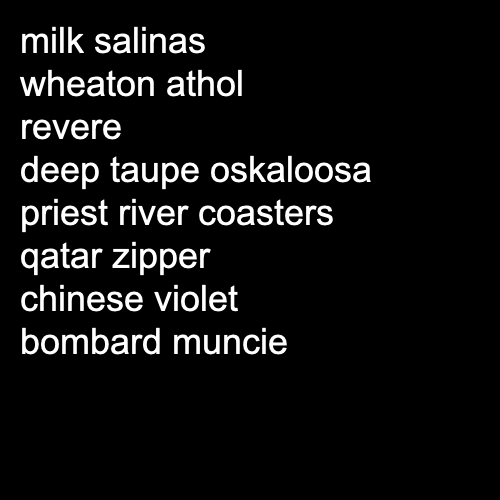 milk salinas
wheaton athol
revere
deep taupe oskaloosa
priest river coasters
qatar zipper
chinese violet
bombard muncie